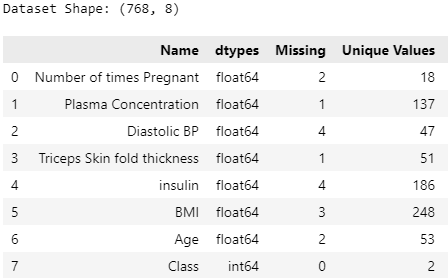 Dataset Shape: (768, 8)
Name dtypes Missing Unique Values
0 Number of times Pregnant float64 2 18
1 Plasma Concentration float64 1 137
2 Diastolic BP float64 4 47
3 Triceps Skin fold thickness float64 1 51
4 insulin float64 4 186
5 BMI float64 3 248
6 Age float64 2 53
7 Class int64 0 2